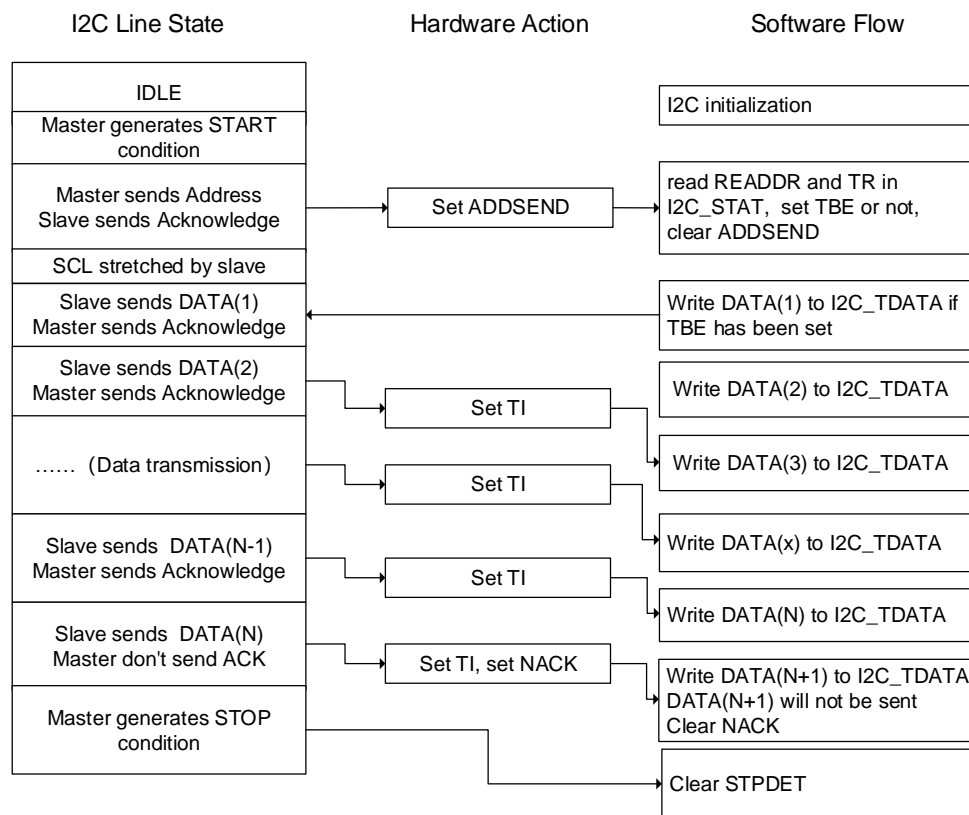 I2C Line State
Hardware Action
Software Flow
IDLE
I2C initialization
Master generates START
condition
Master sends Address
Slave sends Acknowledge
Set ADDSEND
read READDR and TR in
I2C_STAT, set TBE or not,
clear ADDSEND
SCL stretched by slave
Slave sends DATA(1)
Master sends Acknowledge
Write DATA(1) to I2C_TDATA if
TBE has been set
Slave sends DATA(2)
Master sends Acknowledge
Set TI
Write DATA(2) to I2C_TDATA
Write DATA(3) to I2C_TDATA
…… (Data transmission)
Set TI
Write DATA(x) to I2C_TDATA
Slave sends DATA(N-1)
Master sends Acknowledge
Set TI
Write DATA(N) to I2C_TDATA
Slave sends DATA(N)
Master don't send ACK
Set TI, set NACK
Write DATA(N+1) to I2C_TDATA
DATA(N+1) will not be sent
Clear NACK
Master generates STOP
condition
Clear STPDET